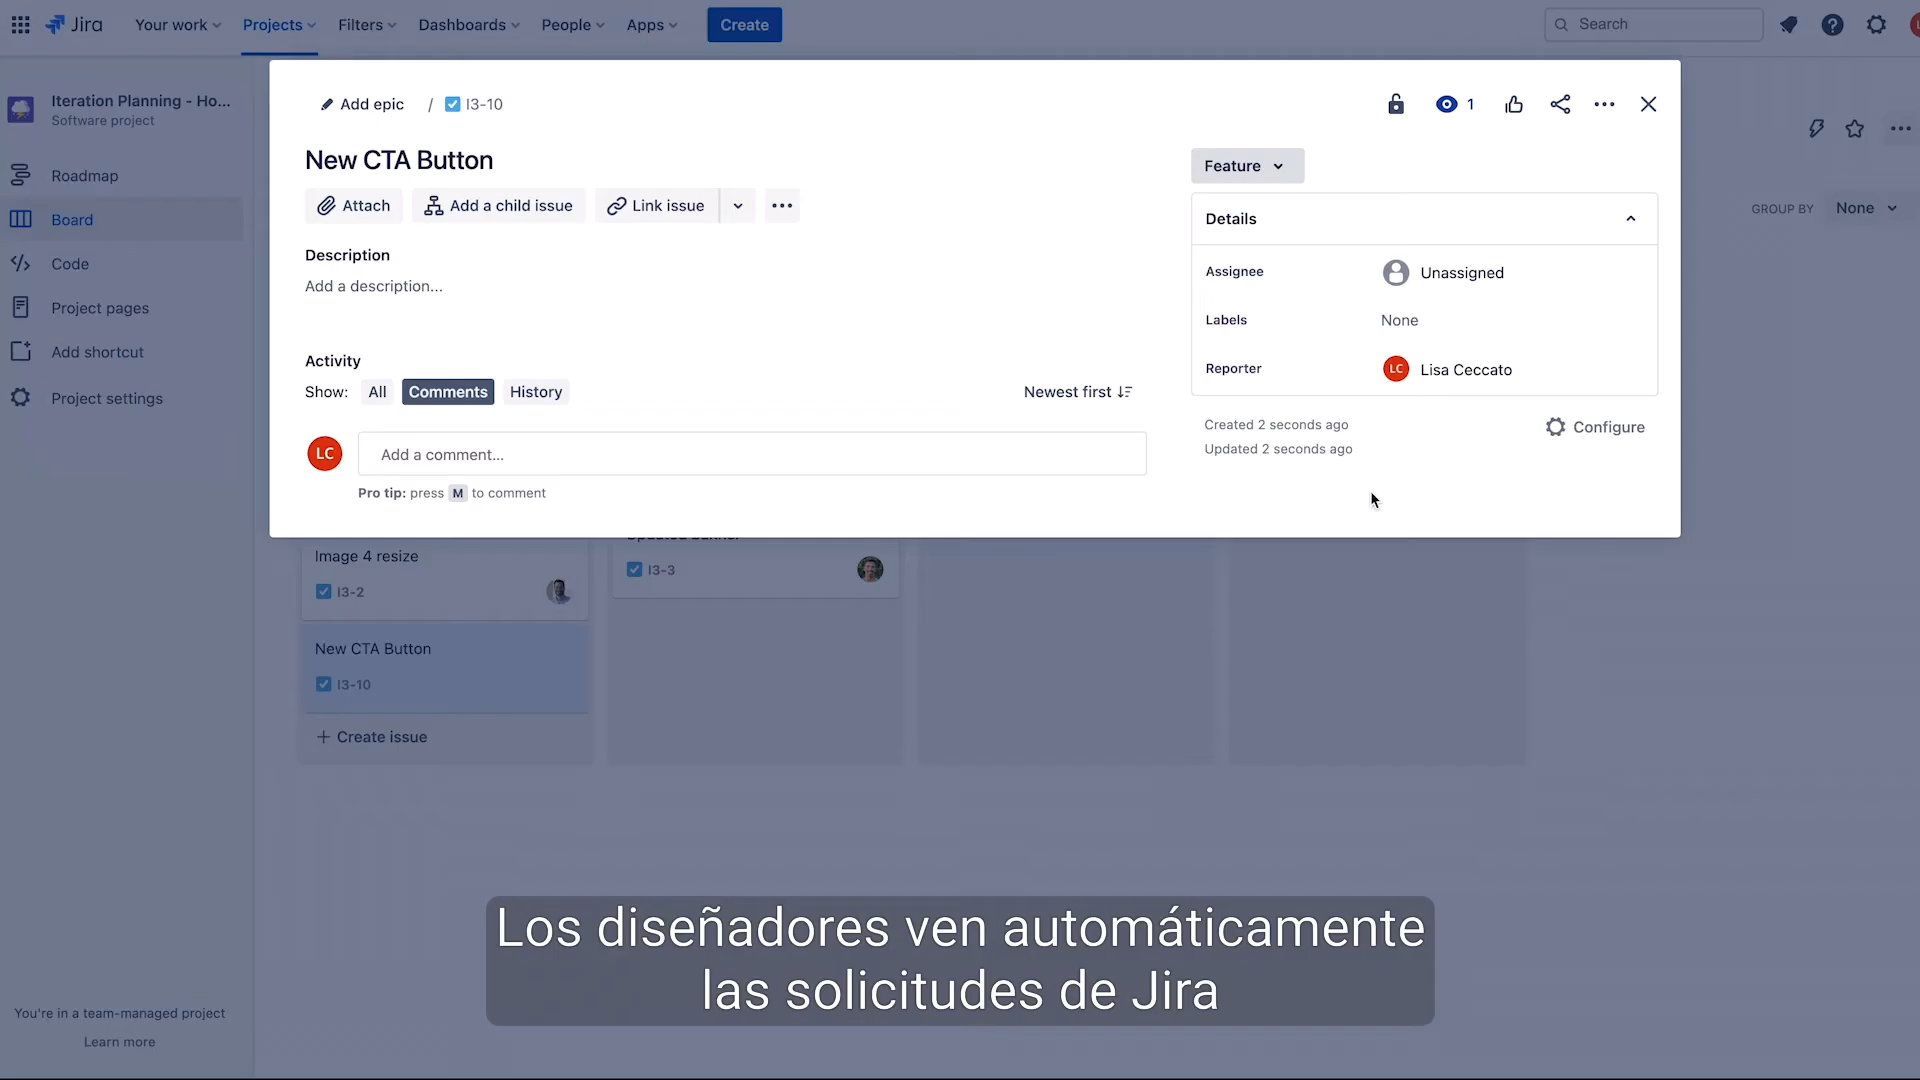 Jira
Your work
Projects
Filters
Dashboards
People
Apps
Create
Search
Iteration Planning - Ho...
Software project
Roadmap
Board
Code
Project pages
Add shortcut
Project settings
You're in a team-managed project
Learn more
Add epic / I3-10
1
New CTA Button
Attach
Add a child issue
Link issue
Description
Add a description...
Activity
Show: All Comments History
Newest first
LC
Add a comment...
Pro tip: press M to comment
Feature
Details
Assignee Unassigned
Labels None
Reporter LC Lisa Ceccato
Created 2 seconds ago
Updated 2 seconds ago
Configure
GROUP BY None
Image 4 resize
I3-2
New CTA Button
I3-10
Create issue
I3-3
Los diseñadores ven automáticamente
las solicitudes de Jira